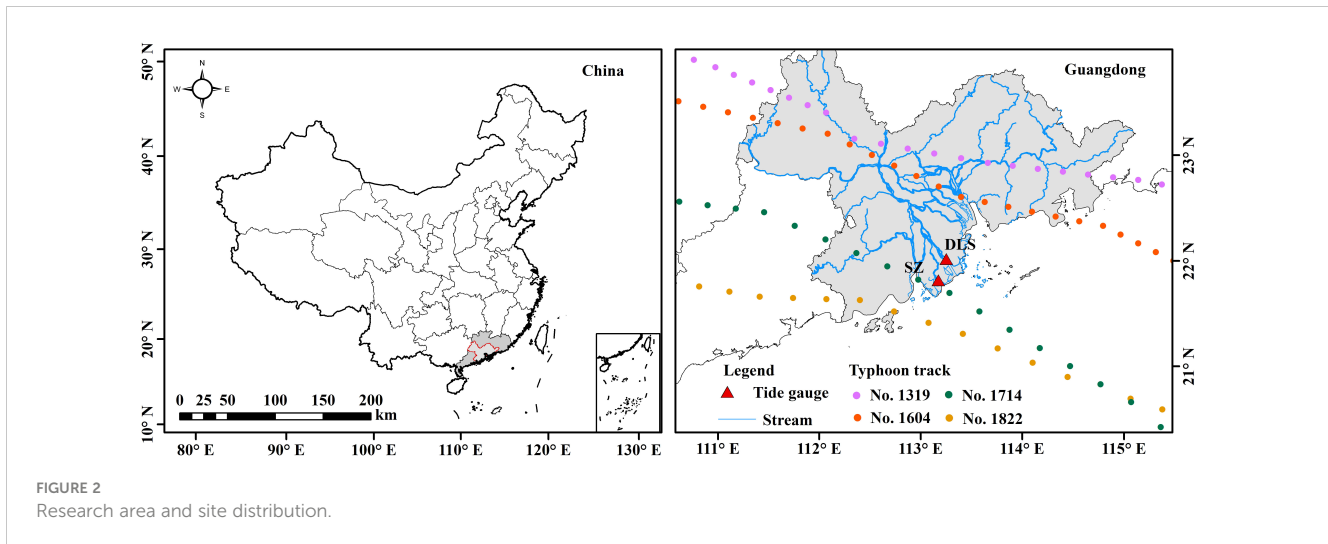 China
N
W E
S
50° N
40° N
30° N
20° N
10° N
0 25 50 100 150 200
km
80° E 90° E 100° E 110° E 120° E 130° E
Guangdong
DLS
SZ
23° N
22° N
21° N
Legend
Tide gauge
Stream
Typhoon track
No. 1319 No. 1714
No. 1604 No. 1822
111° E 112° E 113° E 114° E 115° E
FIGURE 2
Research area and site distribution.